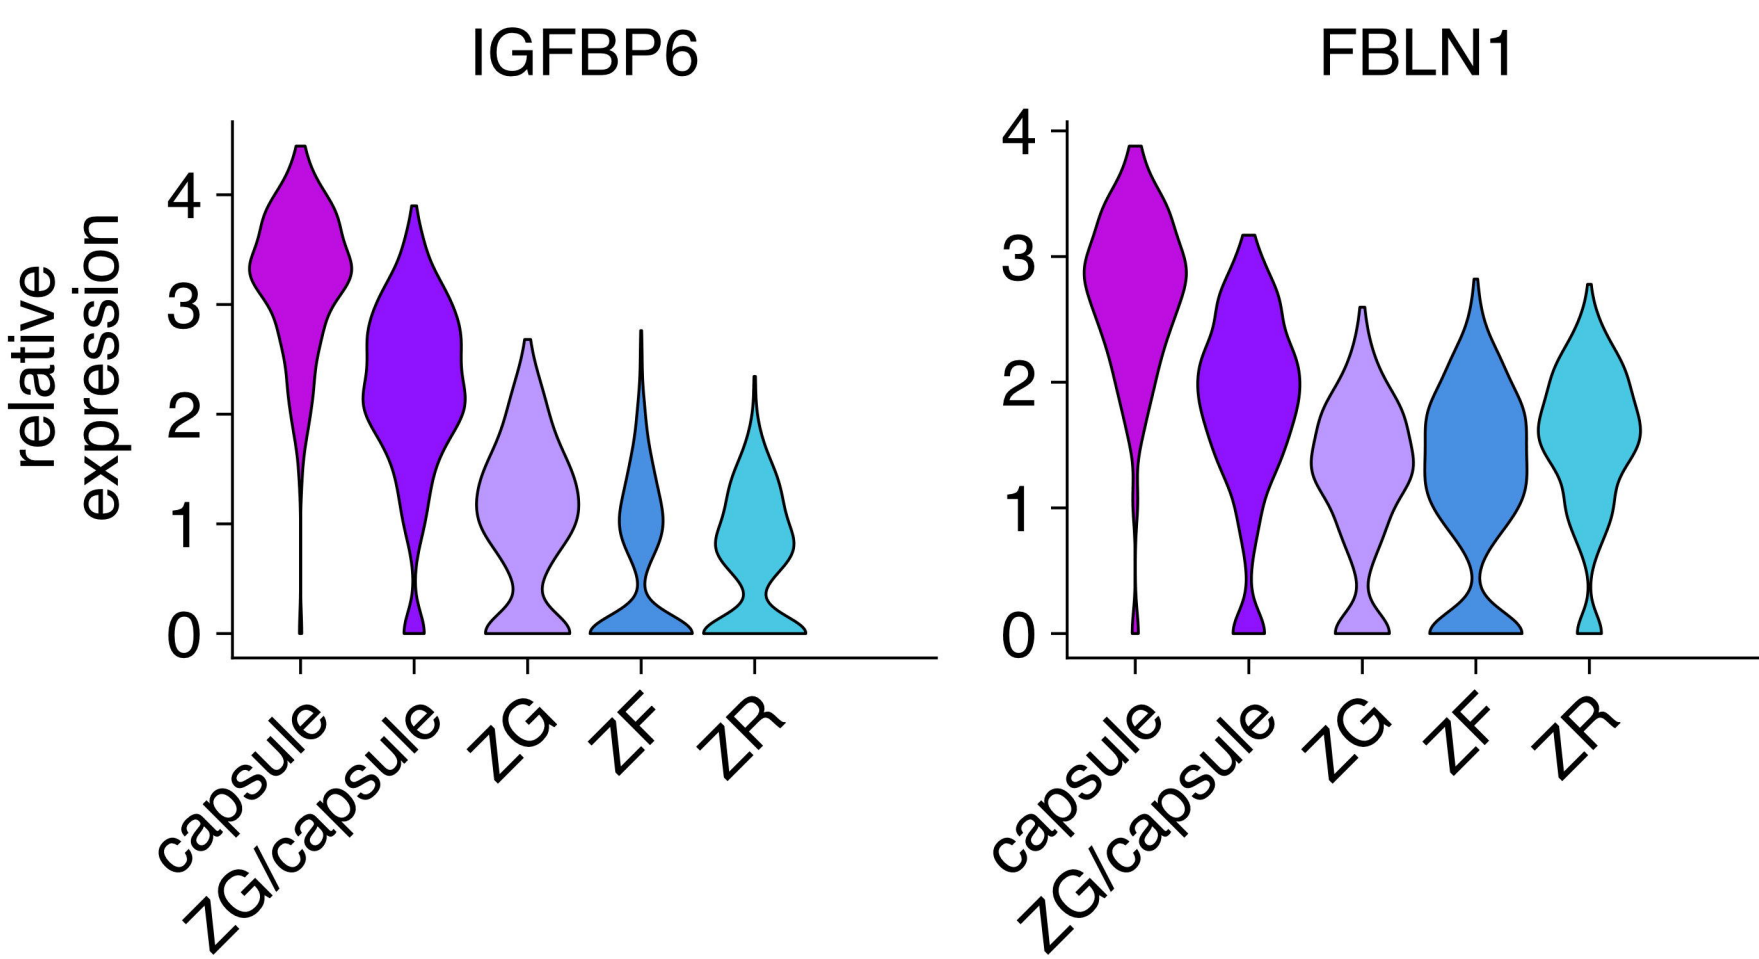 IGFBP6
relative
expression
4
3
2
1
0
capsule
ZG/capsule
ZG
ZF
ZR
FBLN1
4
3
2
1
0
capsule
ZG/capsule
ZG
ZF
ZR